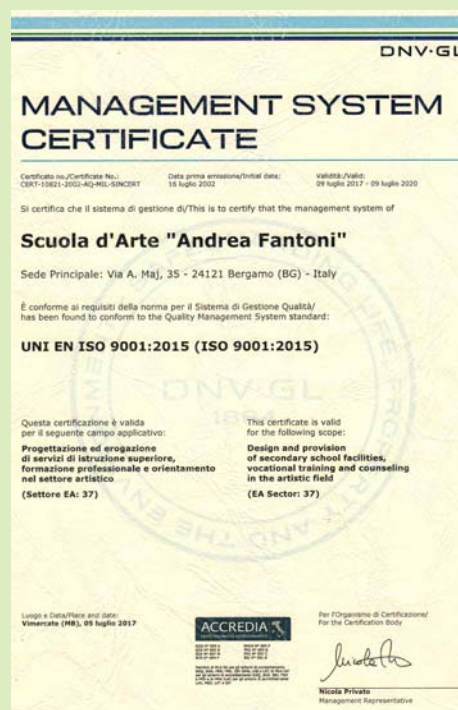 DNV·GL
MANAGEMENT SYSTEM
CERTIFICATE
Certificato no./Certificate No.:
CERT-10821-2002-AQ-MIL-SINCERT
Data prima emissione/Initial date:
16 luglio 2002
Validità:/Valid:
09 luglio 2017 - 09 luglio 2020
Si certifica che il sistema di gestione di/This is to certify that the management system of
Scuola d'Arte "Andrea Fantoni"
Sede Principale: Via A. Maj, 35 - 24121 Bergamo (BG) - Italy
È conforme ai requisiti della norma per il Sistema di Gestione Qualità/
has been found to conform to the Quality Management System standard:
UNI EN ISO 9001:2015 (ISO 9001:2015)
DNV·GL
1864
Questa certificazione è valida
per il seguente campo applicativo:
Progettazione ed erogazione
di servizi di istruzione superiore,
formazione professionale e orientamento
nel settore artistico
(Settore EA: 37)
This certificate is valid
for the following scope:
Design and provision
of secondary school facilities,
vocational training and counseling
in the artistic field
(EA Sector: 37)
Luogo e Data/Place and date:
Vimercate (MB), 05 luglio 2017
ACCREDIA
Per l'Organismo di Certificazione/
For the Certification Body
Nicola Privato
Management Representative